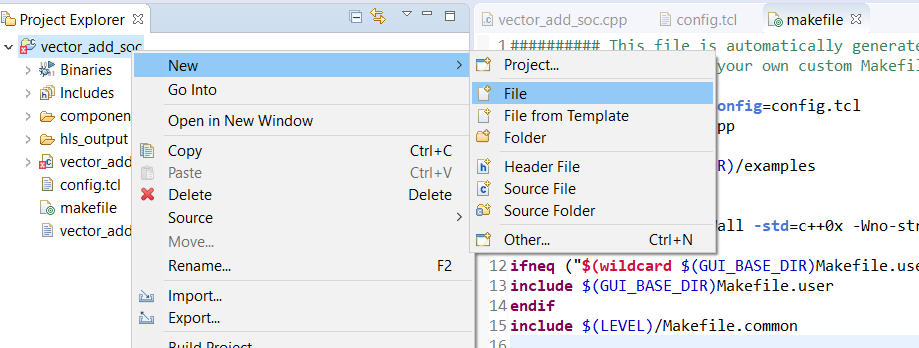 Project Explorer
vector_add_soc
Binaries
Includes
componen
hls_output
vector_add
config.tcl
makefile
vector_add
New
Go Into
Open in New Window
Copy Ctrl+C
Paste Ctrl+V
Delete Delete
Source
Move...
Rename... F2
Import...
Export...
Build Project
Project...
File
File from Template
Folder
Header File
Source File
Source Folder
Other... Ctrl+N
vector_add_soc.cpp config.tcl makefile
1 ########## This file is automatically generate
your own custom Makefil
onfig=config.tcl
pp
R)/examples
all -std=c++0x -Wno-str
12 ifneq ("$(wildcard $(GUI_BASE_DIR)Makefile.use
13 include $(GUI_BASE_DIR)Makefile.user
14 endif
15 include $(LEVEL)/Makefile.common
16